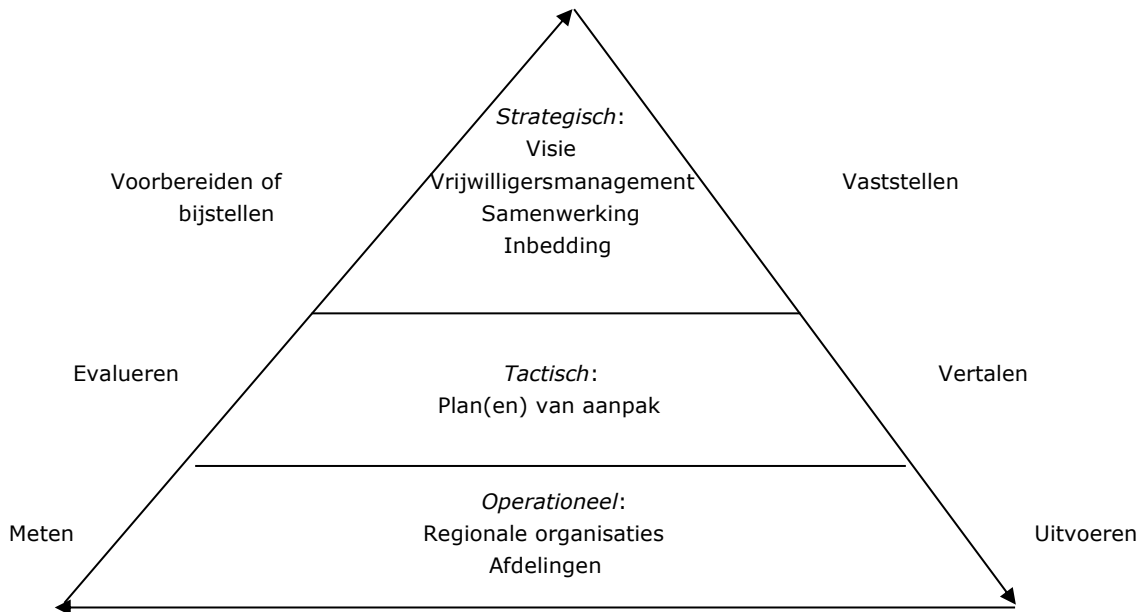 Strategisch:
Visie
Voorbereiden of
bijstellen
Vrijwilligersmanagement
Samenwerking
Inbedding
Vaststellen
Evalueren
Tactisch:
Plan(en) van aanpak
Vertalen
Meten
Operationeel:
Regionale organisaties
Afdelingen
Uitvoeren